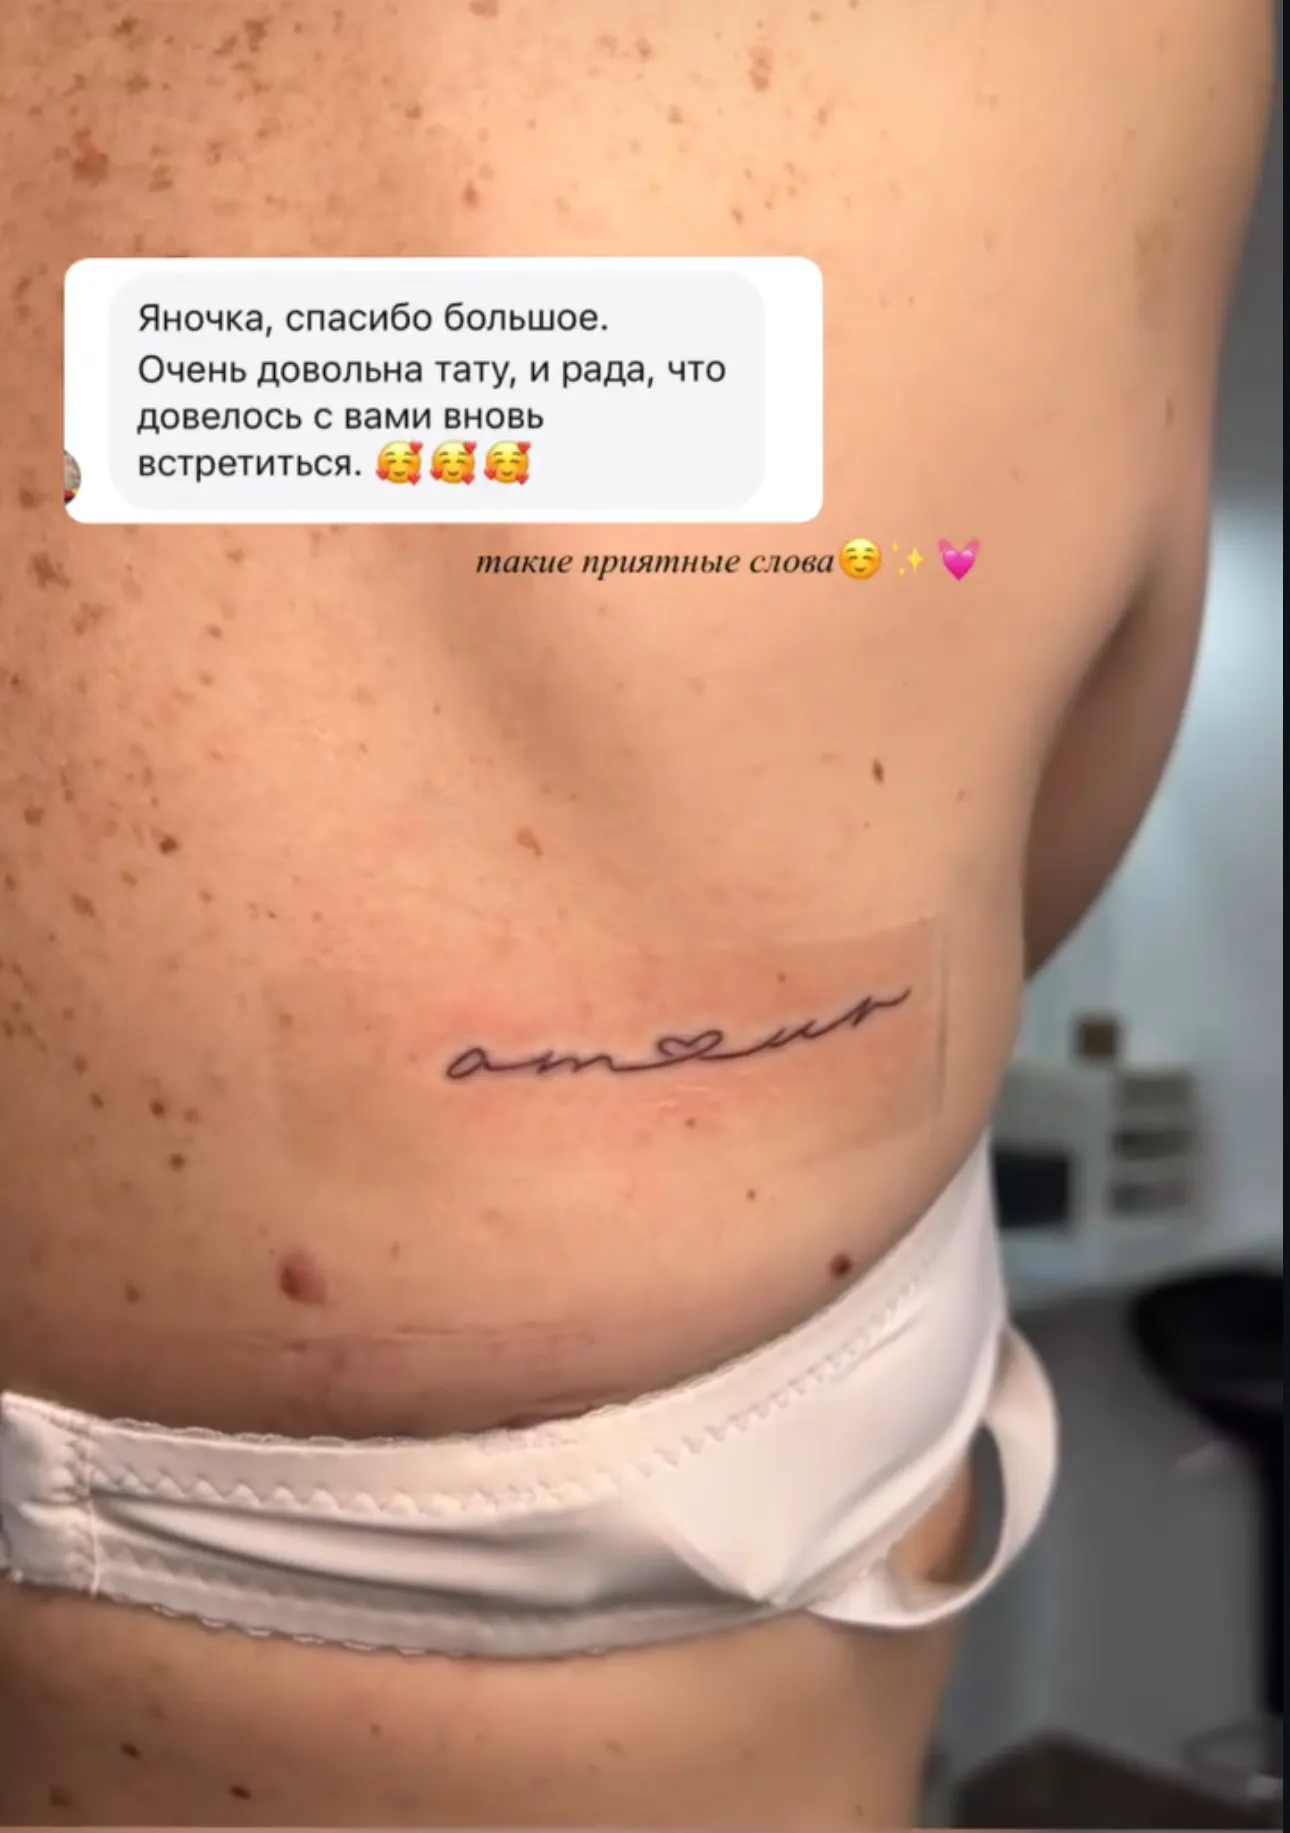 Яночка, спасибо большое.
Очень довольна тату, и рада, что
довелось с вами вновь
встретиться. 🥰🥰🥰
такие приятные слова☺️✨💓
amour